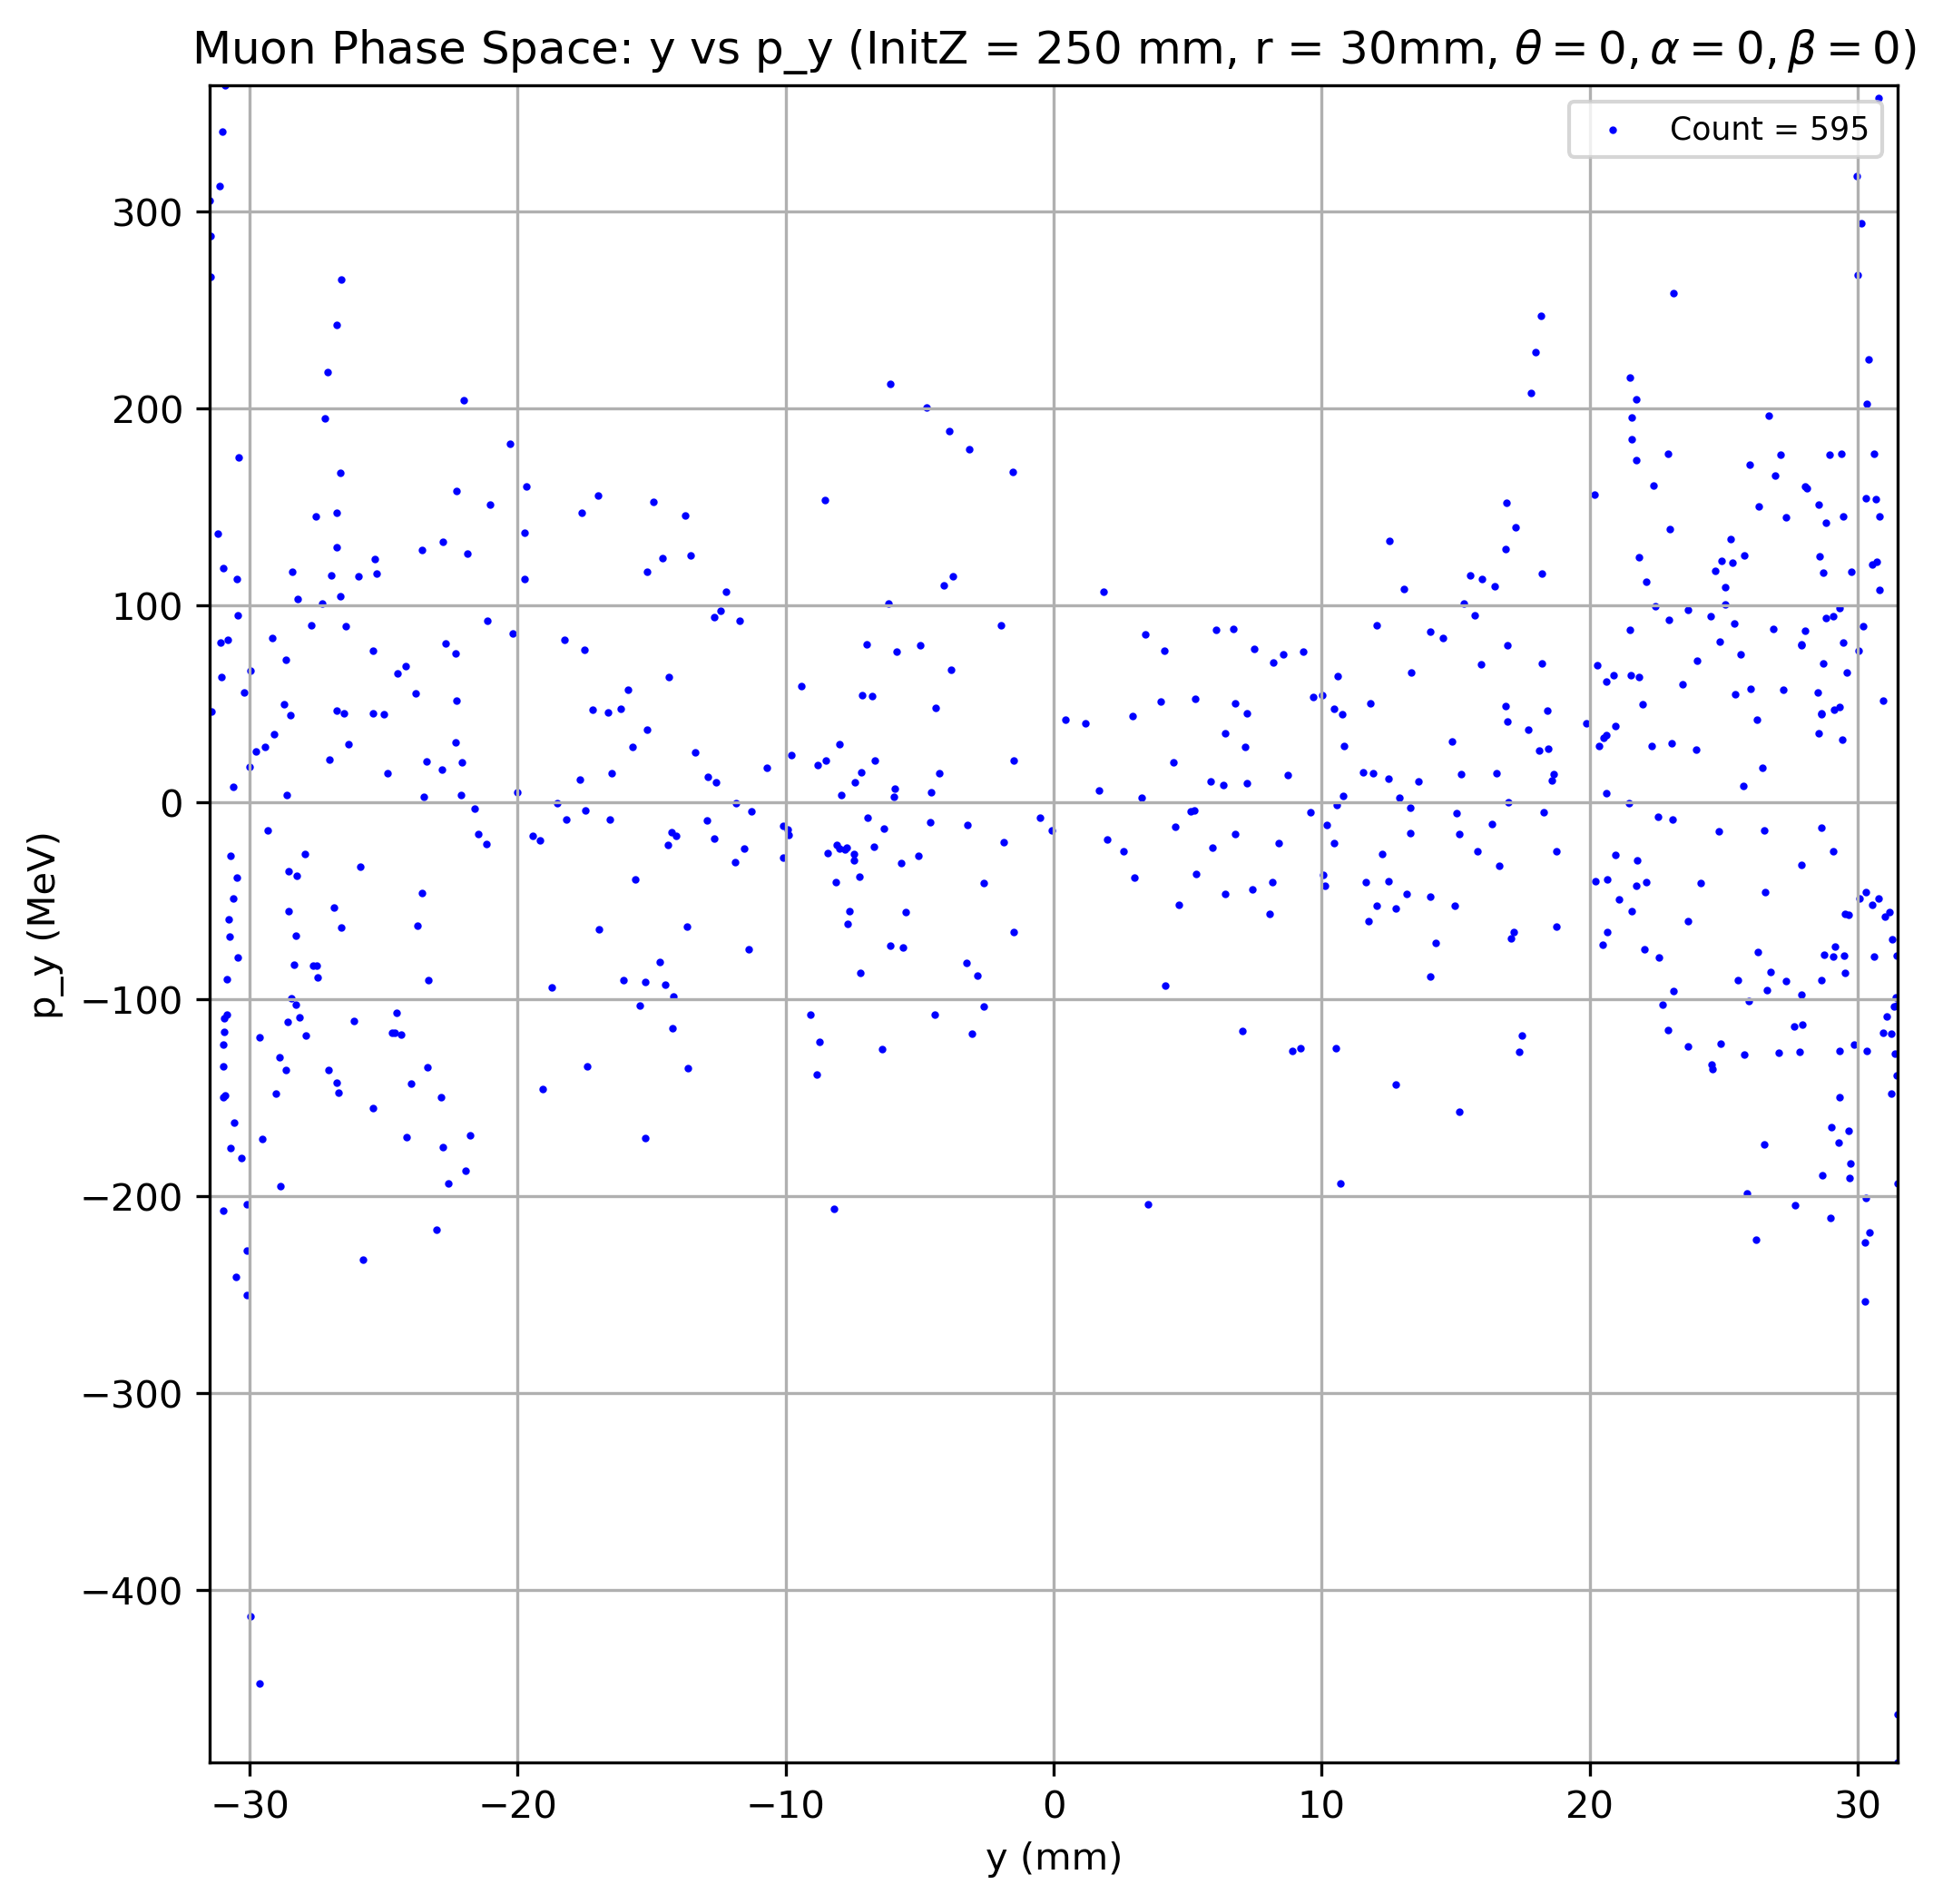 Muon Phase Space: y vs p_y (InitZ = 250 mm, r = 30mm, θ = 0, α = 0, β = 0)
Count = 595
300
200
100
0
−100
−200
−300
−400
p_y (MeV)
−30 −20 −10 0 10 20 30
y (mm)